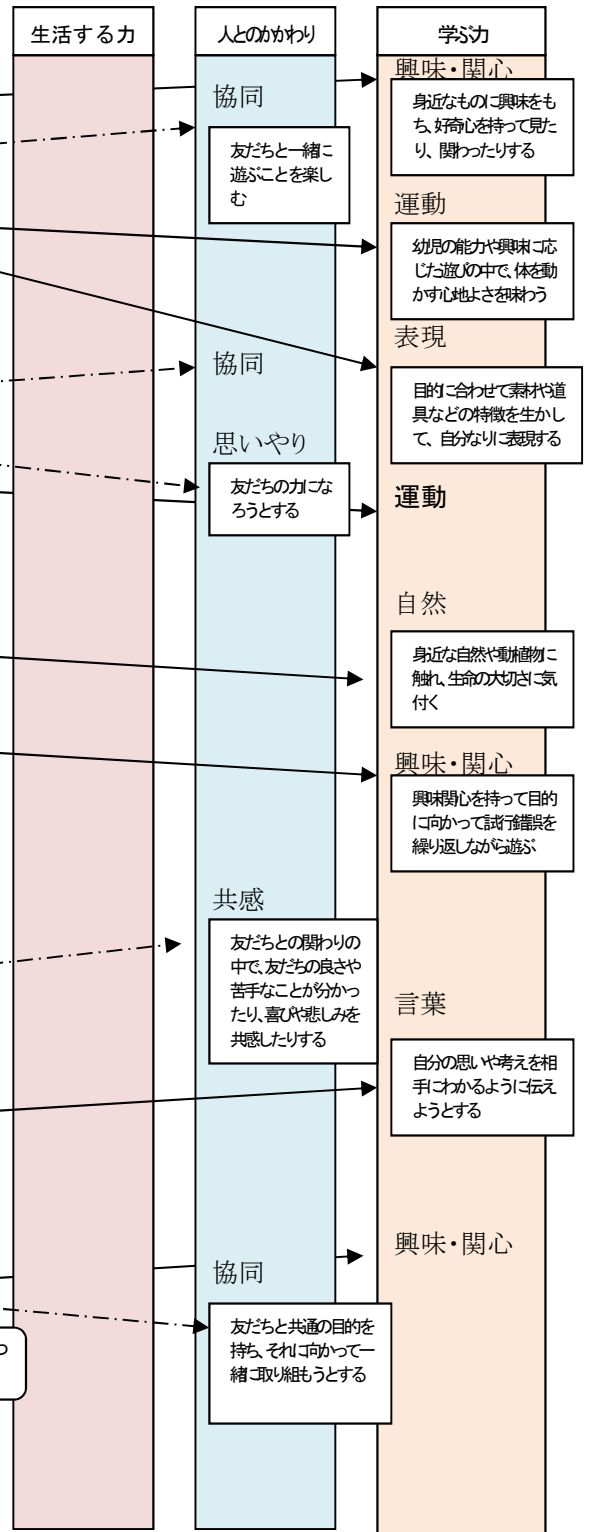 生活する力
人とのかかわり
学ぶ力
興味・関心
身近なものに興味をも
ち、好奇心を持って見た
り、関わったりする
協同
友だちと一緒に
遊ぶことを楽し
む
運動
幼児の能力や興味に応
じた遊びの中で、体を動
かす心地よさを味わう
表現
目的に合わせて素材や道
具などの特徴を生かし
て、自分なりに表現する
協同
思いやり
友だちの力にな
ろうとする
運動
自然
身近な自然や動植物に
触れ、生命の大切さに気
付く
興味・関心
興味関心を持って目的
に向かって試行錯誤を
繰り返しながら遊ぶ
共感
友だちとの関わりの
中で、友だちの良さや
苦手なことが分かっ
たり、喜びや悲しみを
共感したりする
言葉
自分の思いや考えを相
手にわかるように伝え
ようとする
興味・関心
協同
友だちと共通の目的を
持ち、それに向かって一
緒に取り組もうとする
つ